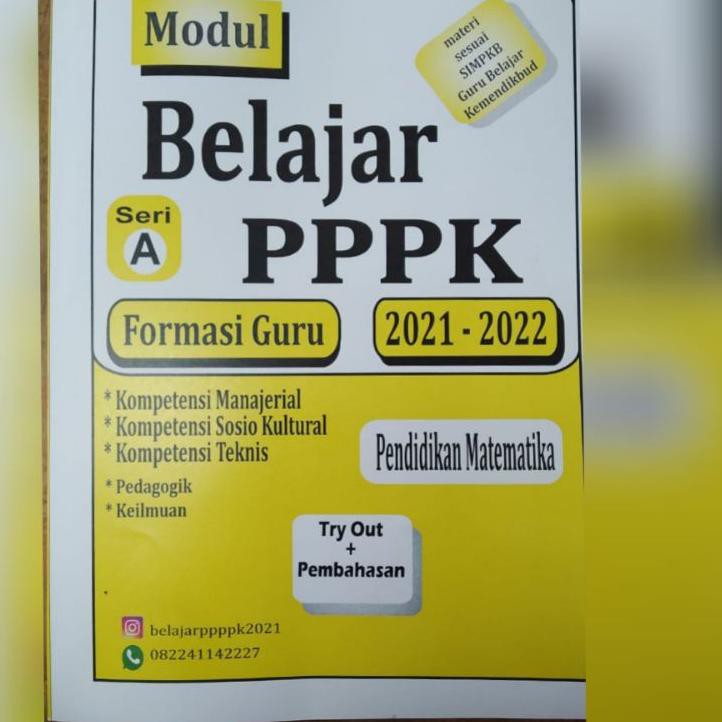 Modul
materi
sesuai
SIMPKB
Guru Belajar
Kemendikbud
Belajar
Seri
A
PPPK
Formasi Guru
2021 - 2022
* Kompetensi Manajerial
* Kompetensi Sosio Kultural
* Kompetensi Teknis
* Pedagogik
* Keilmuan
Pendidikan Matematika
Try Out
+
Pembahasan
belajarppppk2021
082241142227